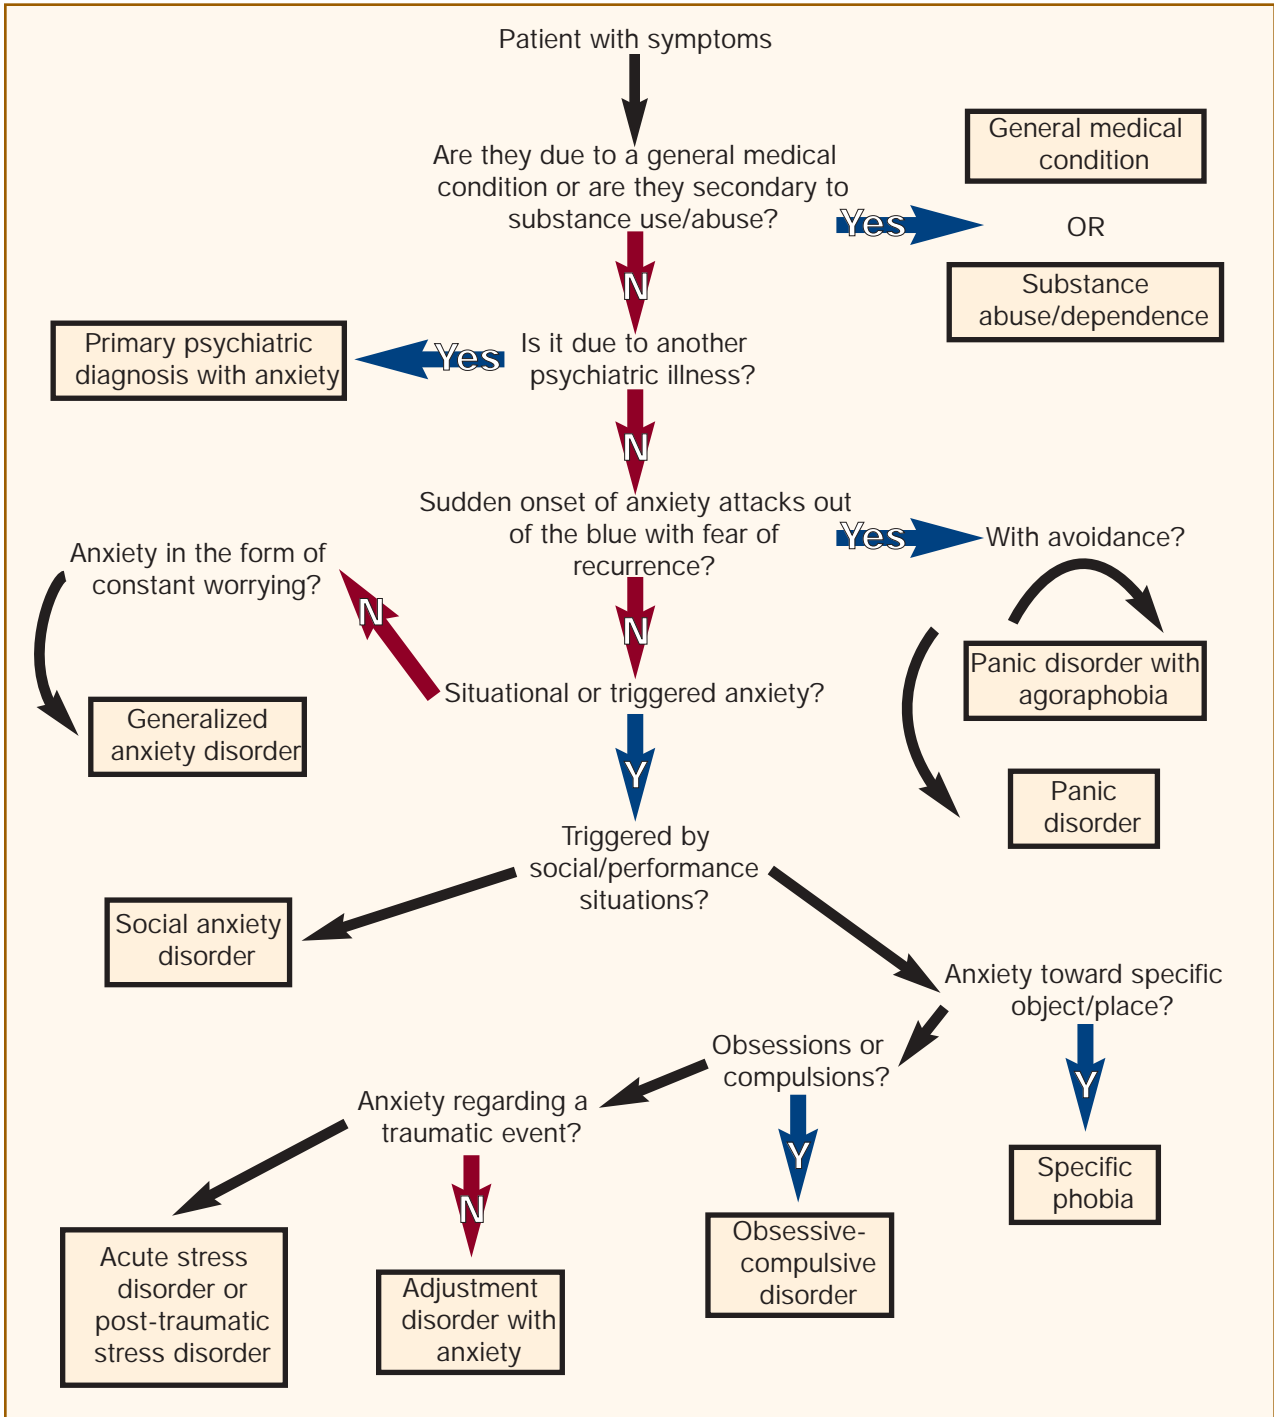 Patient with symptoms
Are they due to a general medical
condition or are they secondary to
substance use/abuse?
Yes
General medical
condition
OR
Substance
abuse/dependence
N
Is it due to another
psychiatric illness?
Yes
Primary psychiatric
diagnosis with anxiety
N
Sudden onset of anxiety attacks out
of the blue with fear of
recurrence?
Yes
With avoidance?
Panic disorder with
agoraphobia
Panic
disorder
N
Situational or triggered anxiety?
N
Anxiety in the form of
constant worrying?
Generalized
anxiety disorder
Y
Triggered by
social/performance
situations?
Social anxiety
disorder
Anxiety toward specific
object/place?
Y
Specific
phobia
Obsessions or
compulsions?
Y
Obsessive-
compulsive
disorder
Anxiety regarding a
traumatic event?
N
Adjustment
disorder with
anxiety
Acute stress
disorder or
post-traumatic
stress disorder